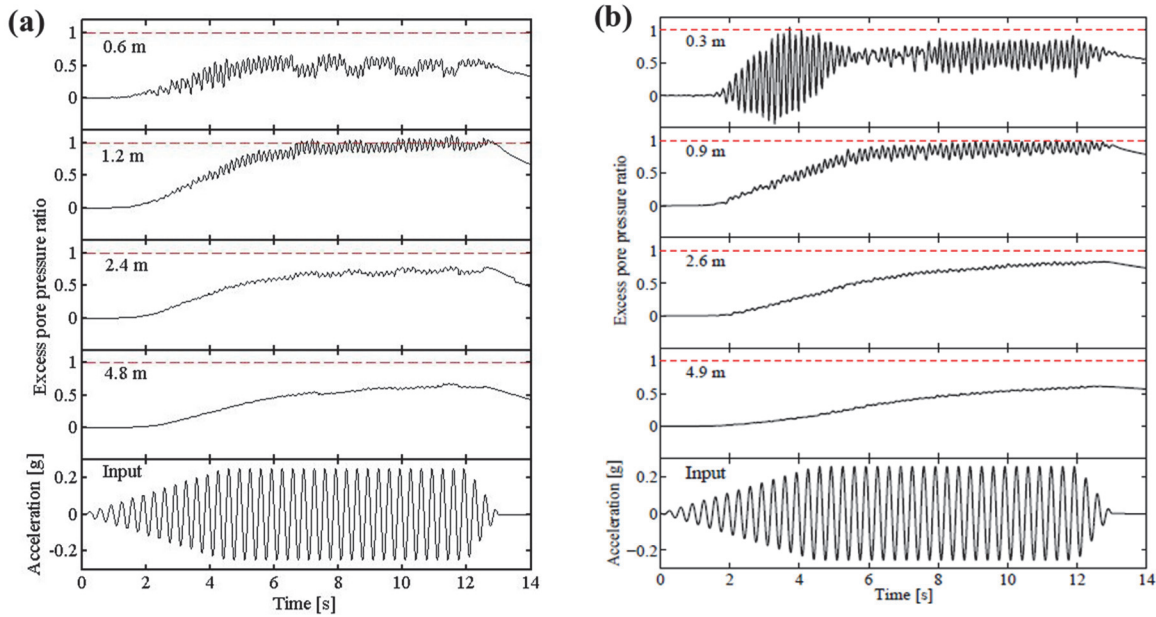 (a)
1
0.6 m
0.5
0
1
1.2 m
0.5
0
1
2.4 m
0.5
0
1
4.8 m
0.5
0
Excess pore pressure ratio
Input
0.2
0
-0.2
Acceleration [g]
0 2 4 6 8 10 12 14
Time [s]
(b)
1
0.3 m
0.5
0
1
0.9 m
0.5
0
1
2.6 m
0.5
0
1
4.9 m
0.5
0
Excess pore pressure ratio
Input
0.2
0
−0.2
Acceleration [g]
0 2 4 6 8 10 12 14
Time [s]